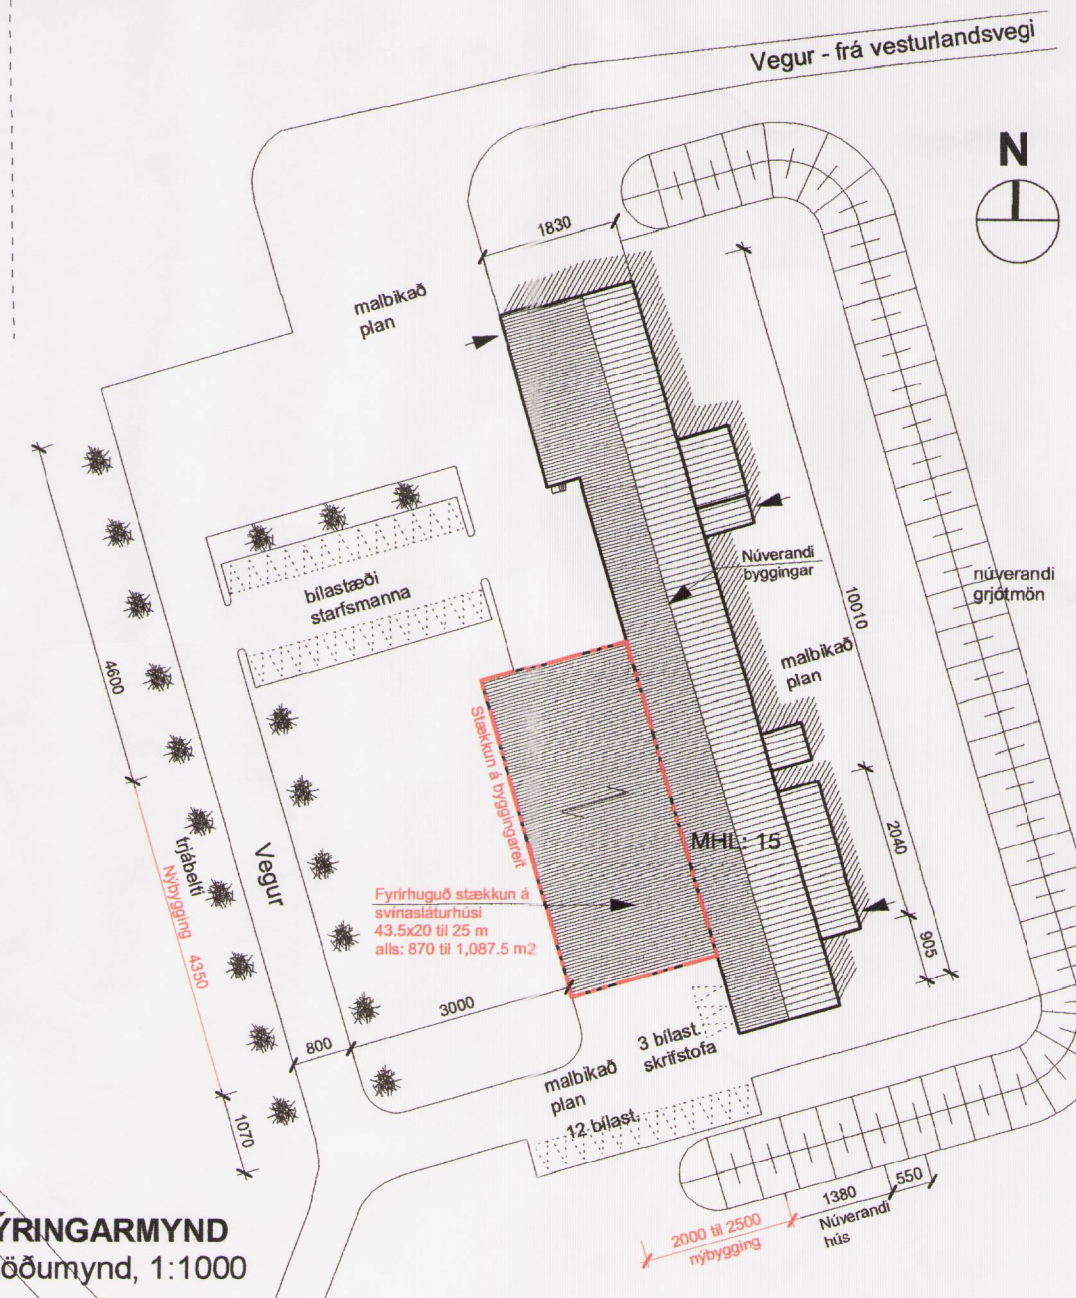 Vegur - frá vesturlandsvegi
N
1830
malbikað
plan
bílastæði
starfsmanna
Núverandi
byggingar
núverandi
grjótmön
10010
malbikað
plan
4600
Stækkun á byggingareit
MHL: 15
2040
905
trjábelti
Vegur
Nýbygging 4350
Fyrirhuguð stækkun á
svínasláturhúsi
43.5x20 til 25 m
alls: 870 til 1,087.5 m2
3000
800
3 bílast.
skrifstofa
malbikað
plan
12 bílast.
1070
1380
550
Núverandi
hús
2000 til 2500
nýbygging
ÝRINGARMYND
öðumynd, 1:1000